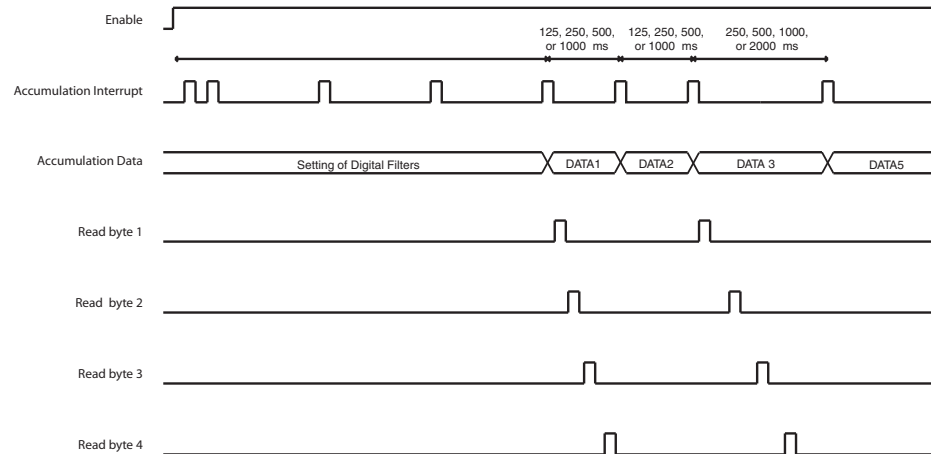 Enable
125, 250, 500,
or 1000 ms
125, 250, 500,
or 1000 ms
250, 500, 1000,
or 2000 ms
Accumulation Interrupt
Accumulation Data
Setting of Digital Filters
DATA1
DATA2
DATA 3
DATA5
Read byte 1
Read byte 2
Read byte 3
Read byte 4